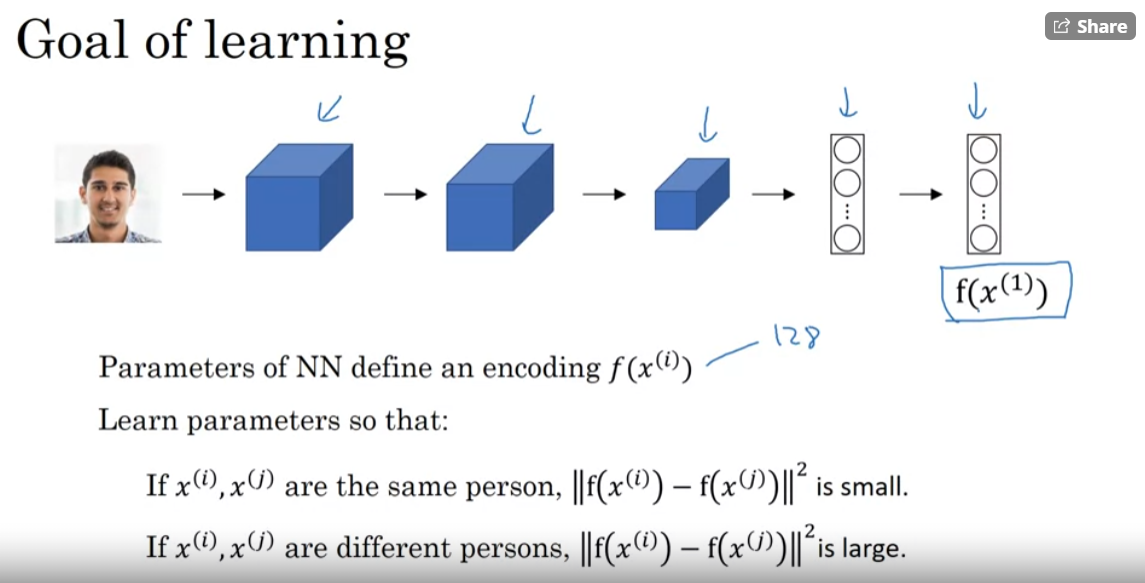 Goal of learning
Share
f(x⁽¹⁾)
128
Parameters of NN define an encoding f(x⁽ⁱ⁾)
Learn parameters so that:
If x⁽ⁱ⁾, x⁽ʲ⁾ are the same person, ‖f(x⁽ⁱ⁾) − f(x⁽ʲ⁾)‖² is small.
If x⁽ⁱ⁾, x⁽ʲ⁾ are different persons, ‖f(x⁽ⁱ⁾) − f(x⁽ʲ⁾)‖² is large.